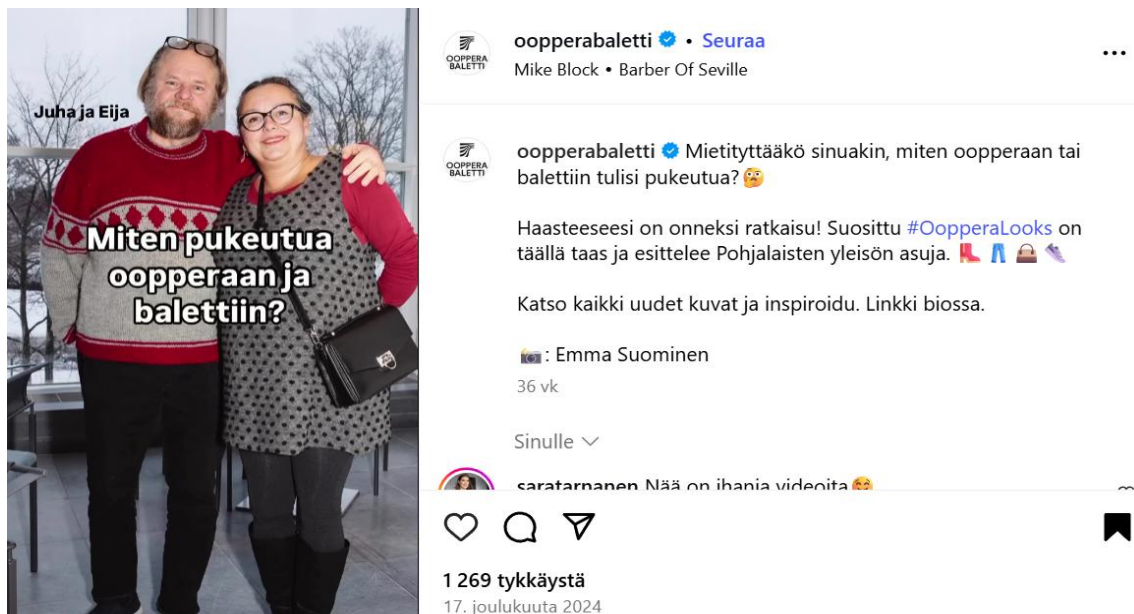 Juha ja Eija
Miten pukeutua
oopperaan ja
balettiin?
OOPPERA
BALETTI
oopperabaletti • Seuraa
Mike Block • Barber Of Seville
OOPPERA
BALETTI
oopperabaletti Mietityttääkö sinuakin, miten oopperaan tai
balettiin tulisi pukeutua?
Haasteeseesi on onneksi ratkaisu! Suosittu #OopperaLooks on
täällä taas ja esittelee Pohjalaisten yleisön asuja.
Katso kaikki uudet kuvat ja inspiroidu. Linkki biossa.
: Emma Suominen
36 vk
Sinulle
saratarnanen Nää on ihania videoita
1 269 tykkäystä
17. joulukuuta 2024